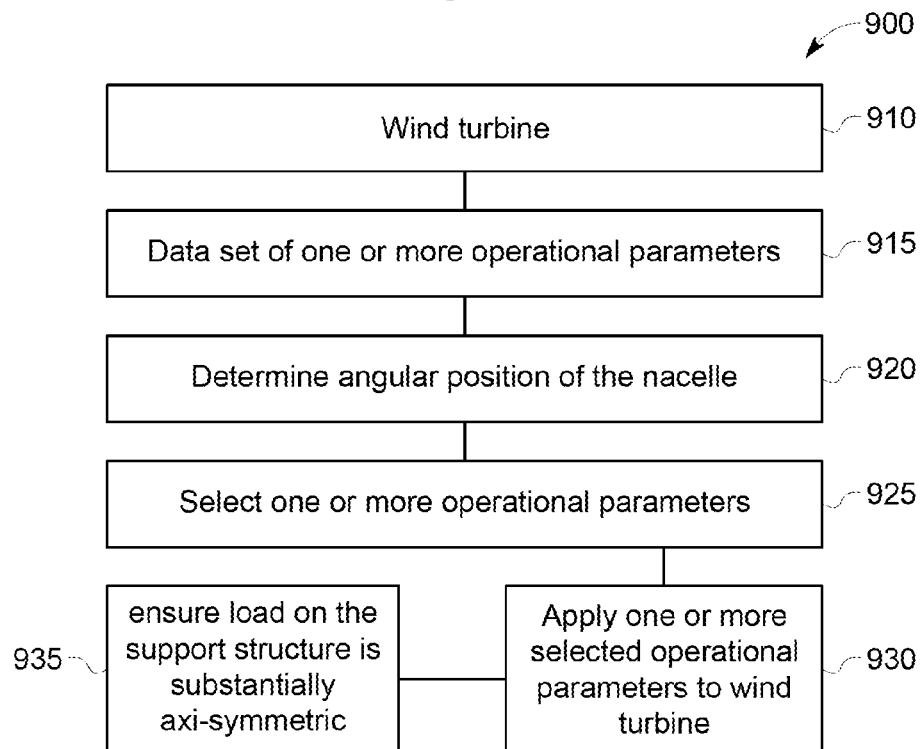 900
Wind turbine
910
Data set of one or more operational parameters
915
Determine angular position of the nacelle
920
Select one or more operational parameters
925
ensure load on the
support structure is
substantially
axi-symmetric
935
Apply one or more
selected operational
parameters to wind
turbine
930